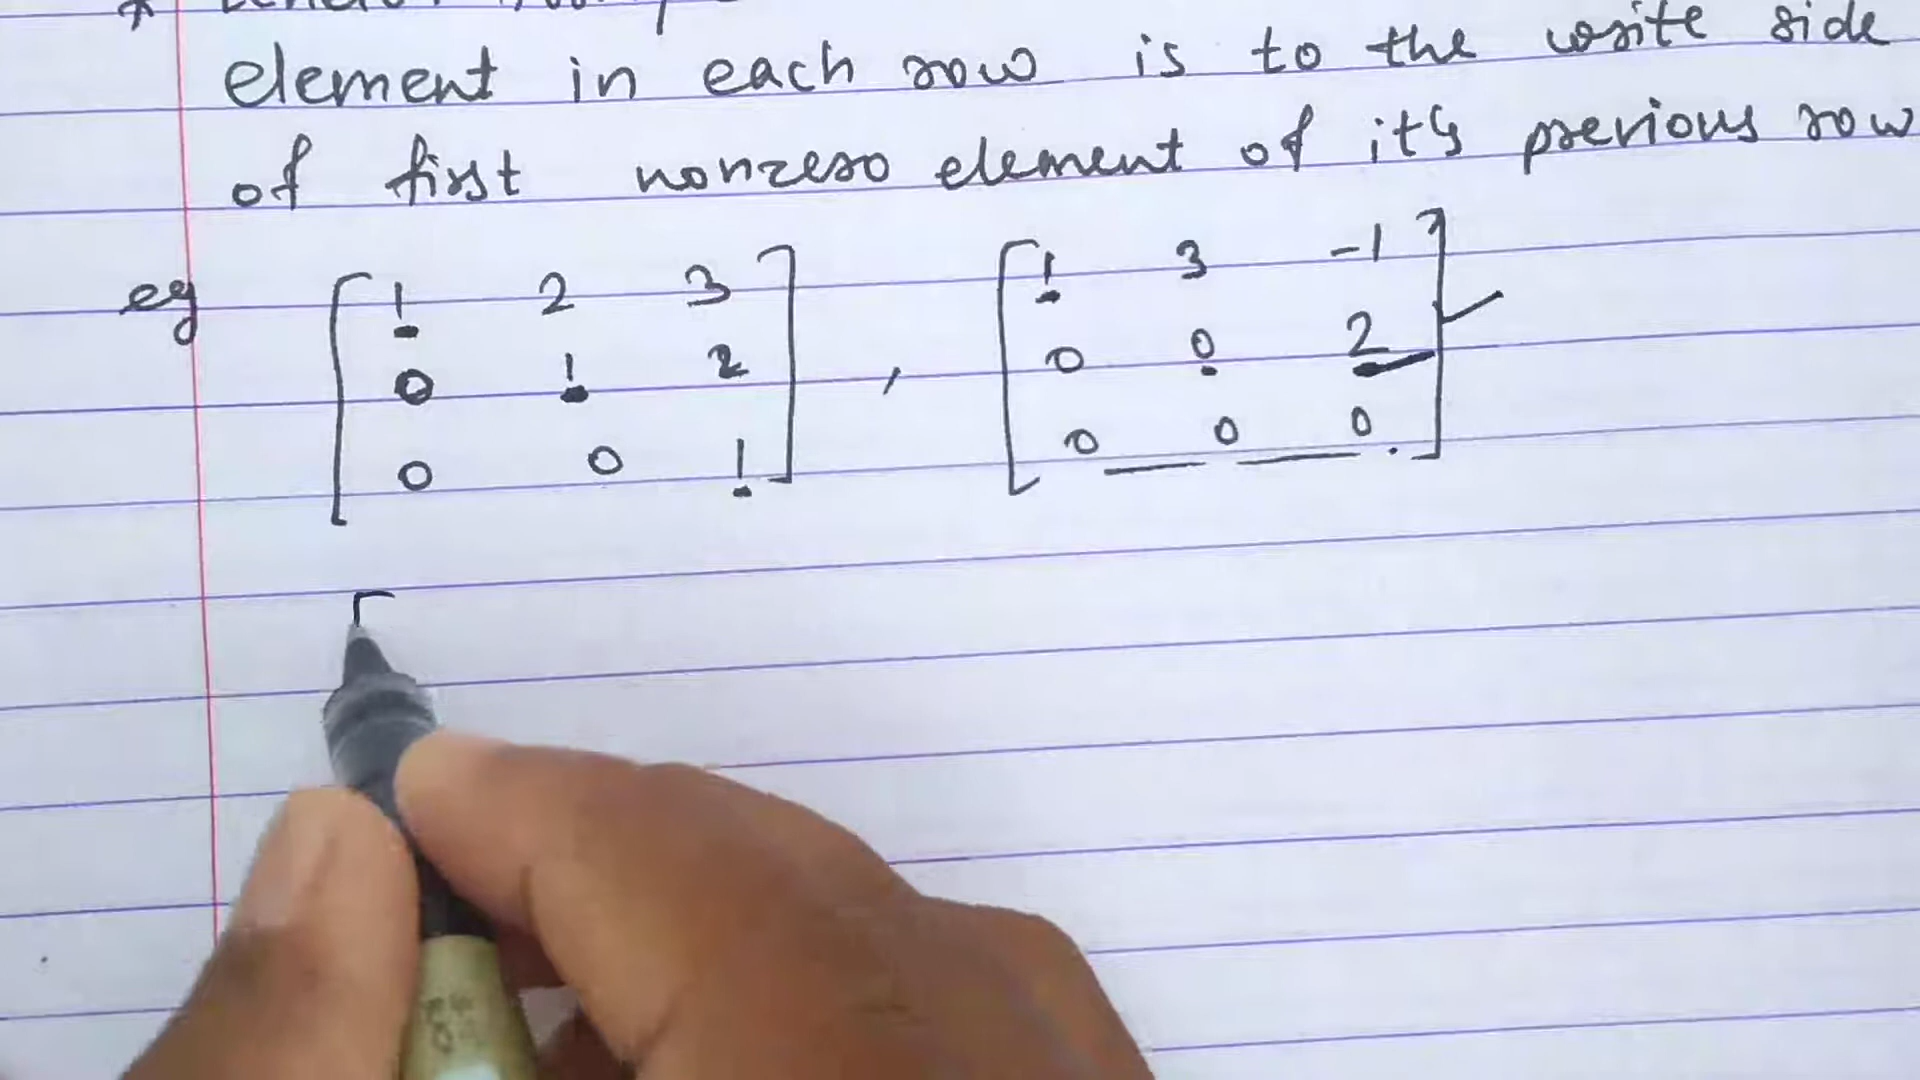 element in each row is to the write side
of first nonzero element of it's previous row
eg [1 2 3] , [1 3 -1]
[0 1 2] [0 0 2]
[0 0 1] [0 0 0]